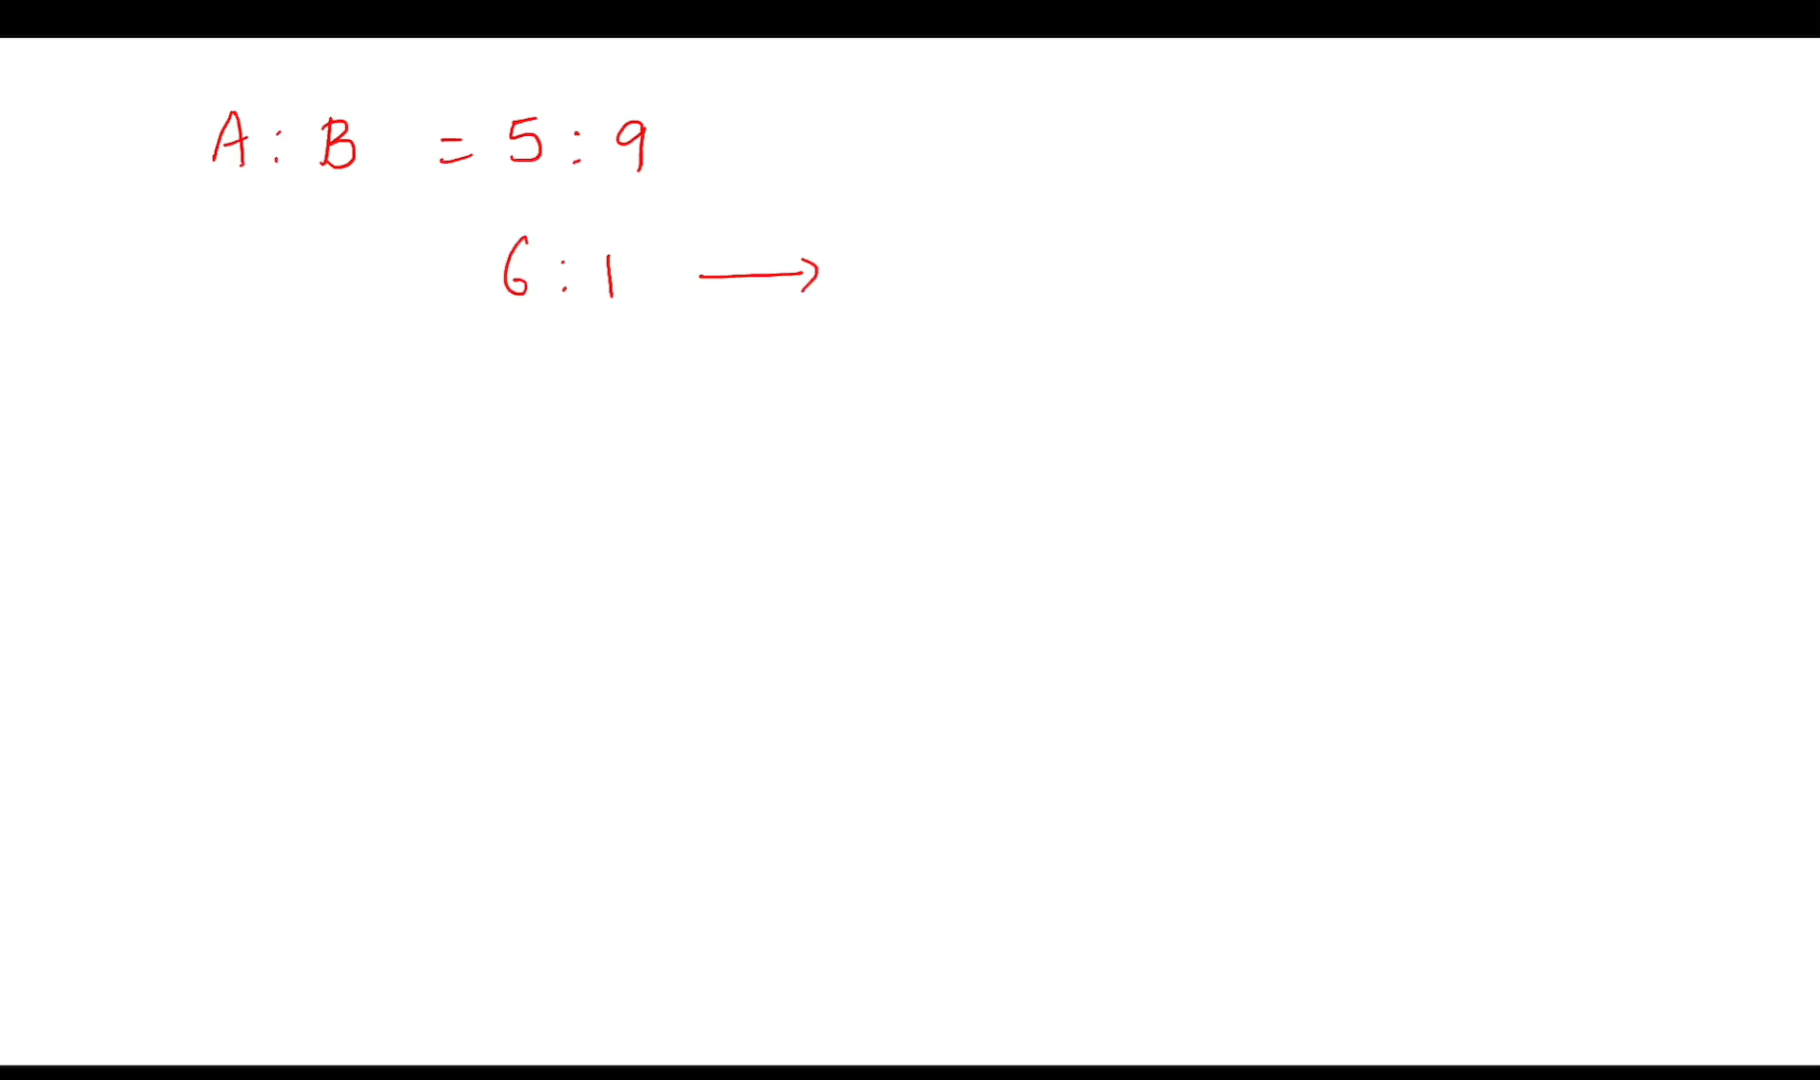 A : B = 5 : 9
6 : 1 →